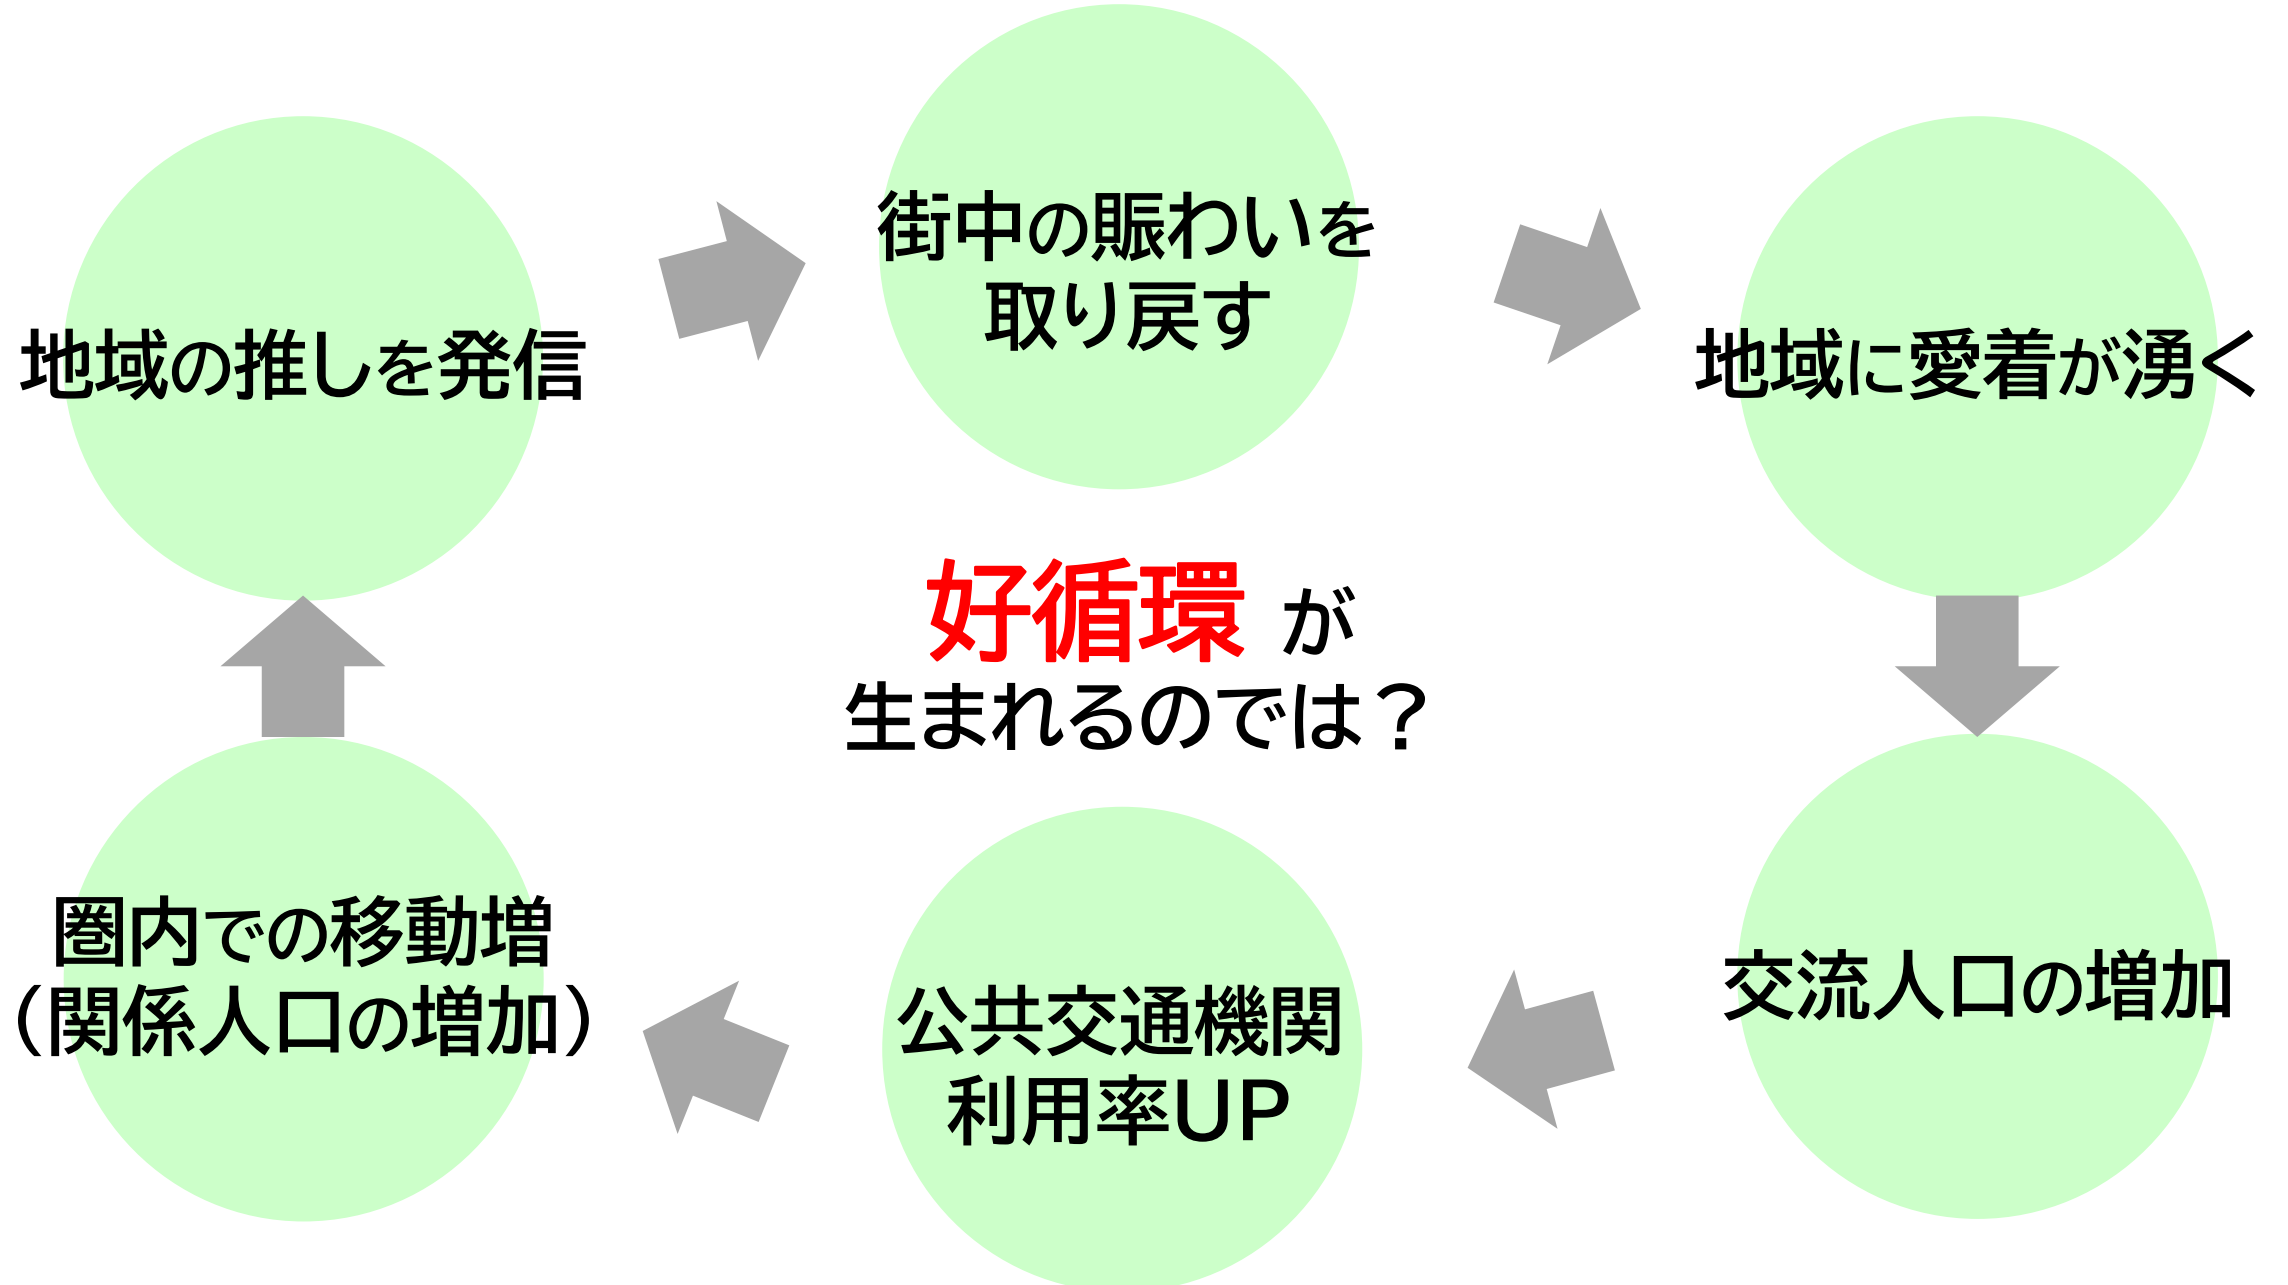 地域の推しを発信
街中の賑わいを
取り戻す
地域に愛着が湧く
好循環 が
生まれるのでは？
圏内での移動増
（関係人口の増加）
公共交通機関
利用率UP
交流人口の増加